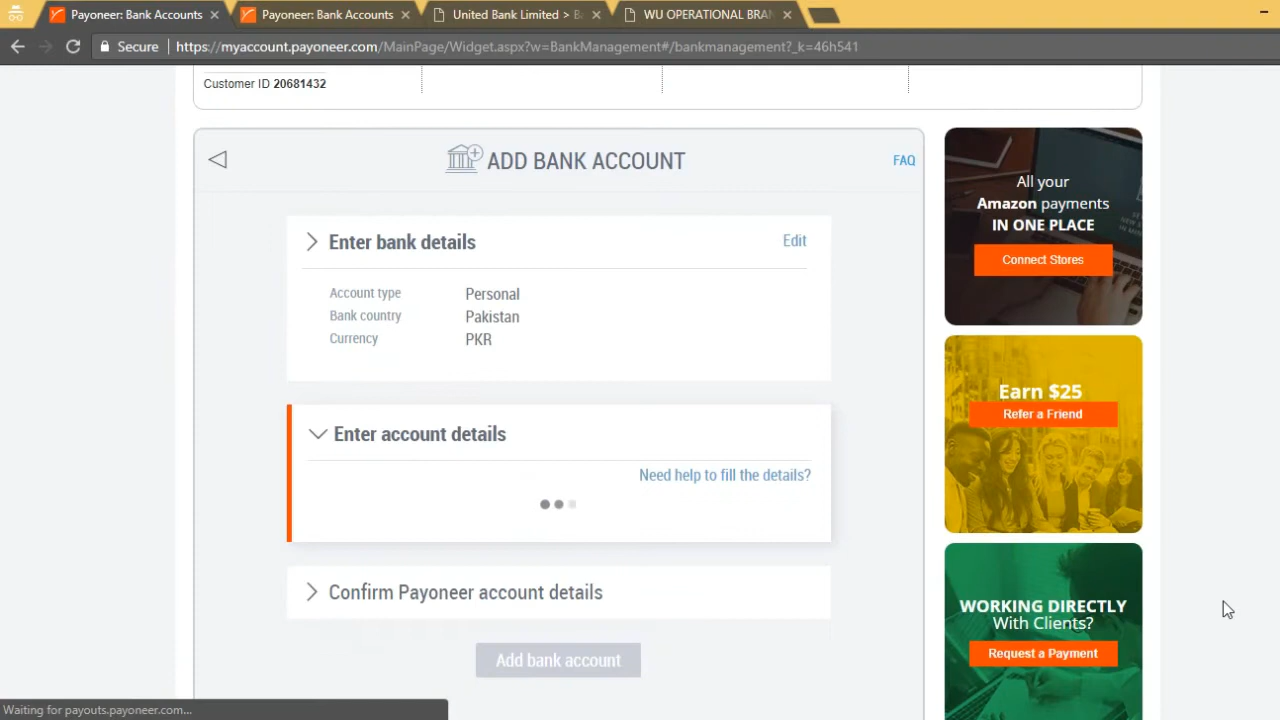 Payoneer: Bank Accounts
Payoneer: Bank Accounts
United Bank Limited > B
WU OPERATIONAL BRAN
Secure
https://myaccount.payoneer.com/MainPage/Widget.aspx?w=BankManagement#/bankmanagement?_k=46h541
Customer ID 20681432
ADD BANK ACCOUNT
FAQ
Enter bank details
Edit
Account type Personal
Bank country Pakistan
Currency PKR
Enter account details
Need help to fill the details?
Confirm Payoneer account details
Add bank account
All your
Amazon payments
IN ONE PLACE
Connect Stores
Earn $25
Refer a Friend
WORKING DIRECTLY
With Clients?
Request a Payment
Waiting for payouts.payoneer.com...